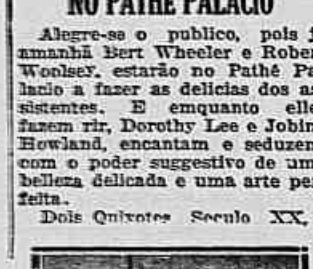 NO PATHE PALACIO
Alegre-se o publico, pois j
amanhã Bert Wheeler e Rober
Woolsey, estarão no Pathé Pa
lacio a fazer as delicias dos as
sistentes. E emquanto elle
fazem rir, Dorothy Lee e Jobin
Howland, encantam e seduzem
com o poder suggestivo de um
belleza delicada e uma arte per
feita.
Dois Quixotes Seculo XX,